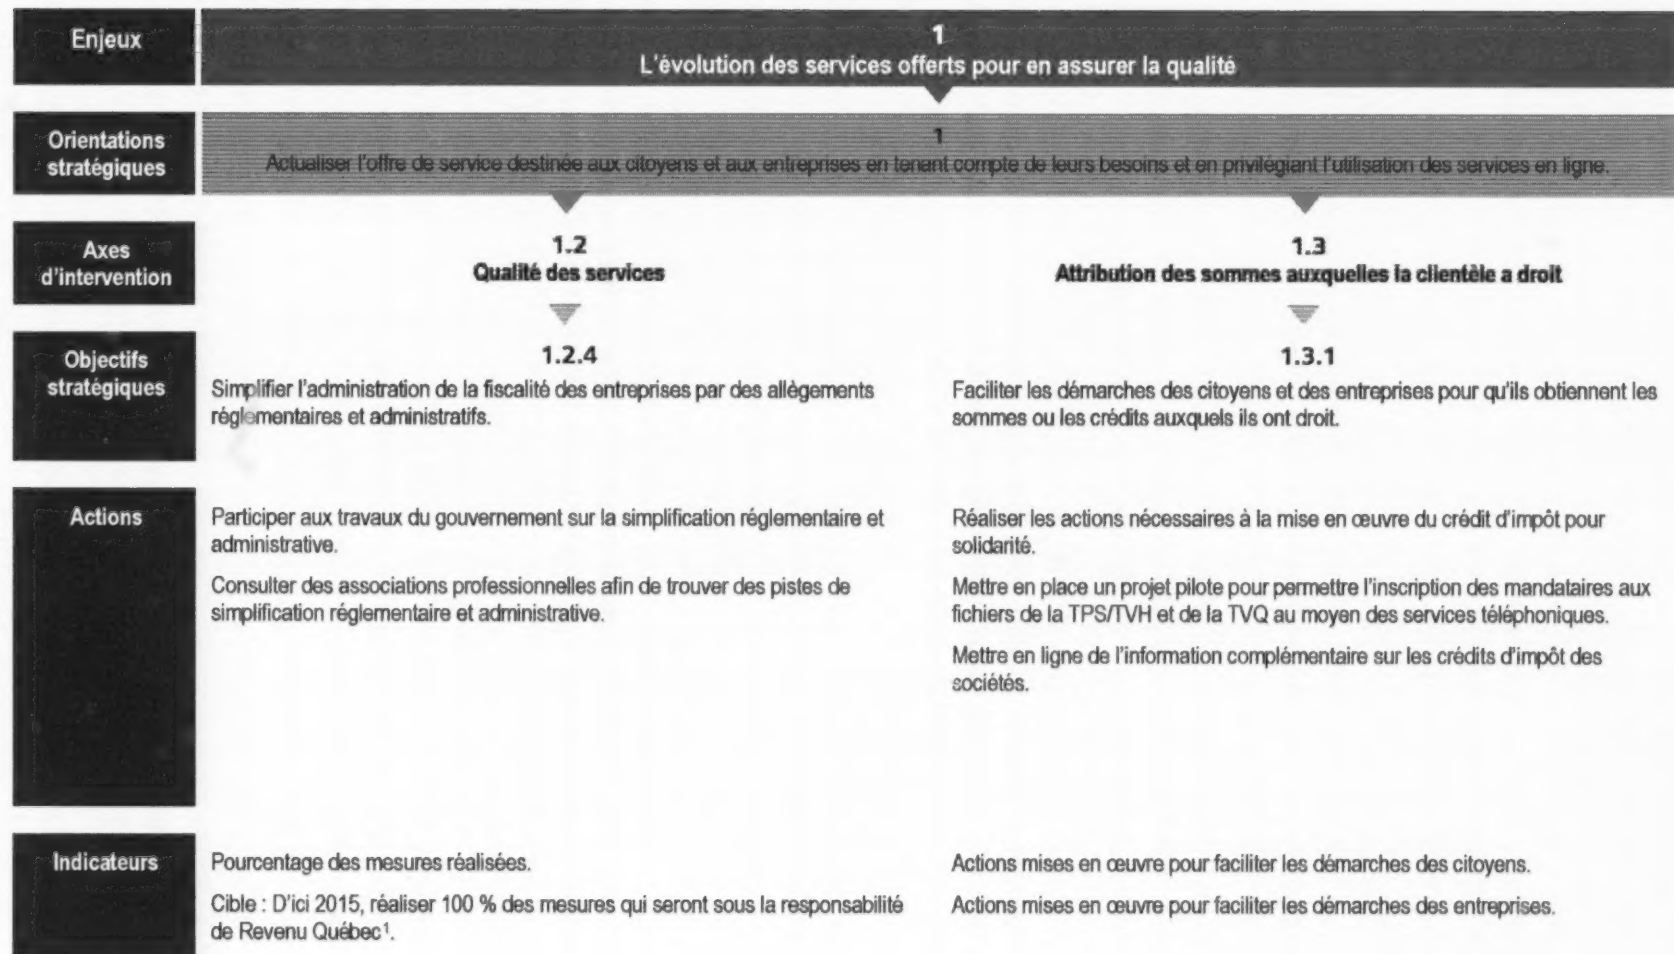 Enjeux
1
L'évolution des services offerts pour en assurer la qualité
Orientations
stratégiques
1
Actualiser l'offre de service destinée aux citoyens et aux entreprises en tenant compte de leurs besoins et en privilégiant l'utilisation des services en ligne.
Axes
d'intervention
1.2
Qualité des services
1.3
Attribution des sommes auxquelles la clientèle a droit
Objectifs
stratégiques
1.2.4
Simplifier l'administration de la fiscalité des entreprises par des allègements
réglementaires et administratifs.
1.3.1
Faciliter les démarches des citoyens et des entreprises pour qu'ils obtiennent les
sommes ou les crédits auxquels ils ont droit.
Actions
Participer aux travaux du gouvernement sur la simplification réglementaire et
administrative.
Consulter des associations professionnelles afin de trouver des pistes de
simplification réglementaire et administrative.
Réaliser les actions nécessaires à la mise en œuvre du crédit d'impôt pour
solidarité.
Mettre en place un projet pilote pour permettre l'inscription des mandataires aux
fichiers de la TPS/TVH et de la TVQ au moyen des services téléphoniques.
Mettre en ligne de l'information complémentaire sur les crédits d'impôt des
sociétés.
Indicateurs
Pourcentage des mesures réalisées.
Cible : D'ici 2015, réaliser 100 % des mesures qui seront sous la responsabilité
de Revenu Québec¹.
Actions mises en œuvre pour faciliter les démarches des citoyens.
Actions mises en œuvre pour faciliter les démarches des entreprises.